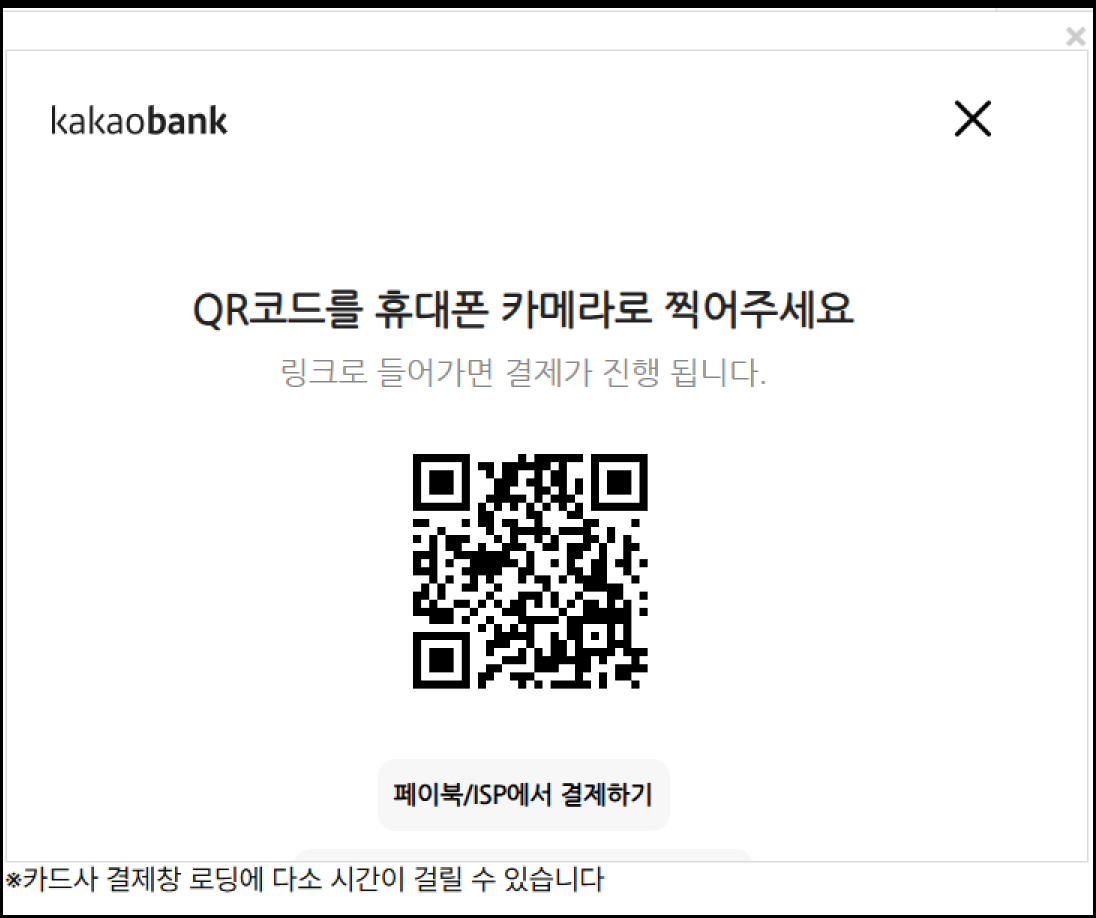 kakaobank
QR코드를 휴대폰 카메라로 찍어주세요
링크로 들어가면 결제가 진행 됩니다.
페이북/ISP에서 결제하기
※카드사 결제창 로딩에 다소 시간이 걸릴 수 있습니다